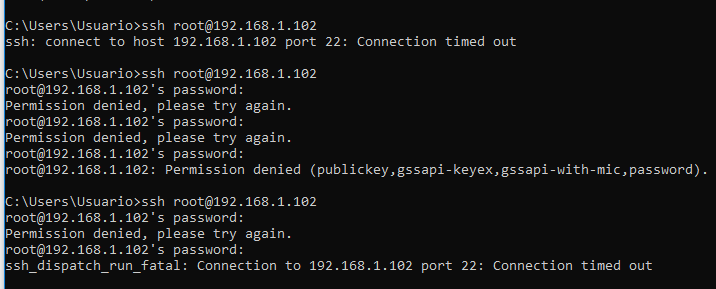 C:\Users\Usuario>ssh root@192.168.1.102
ssh: connect to host 192.168.1.102 port 22: Connection timed out
C:\Users\Usuario>ssh root@192.168.1.102
root@192.168.1.102's password:
Permission denied, please try again.
root@192.168.1.102's password:
Permission denied, please try again.
root@192.168.1.102's password:
root@192.168.1.102: Permission denied (publickey,gssapi-keyex,gssapi-with-mic,password).
C:\Users\Usuario>ssh root@192.168.1.102
root@192.168.1.102's password:
Permission denied, please try again.
root@192.168.1.102's password:
ssh_dispatch_run_fatal: Connection to 192.168.1.102 port 22: Connection timed out